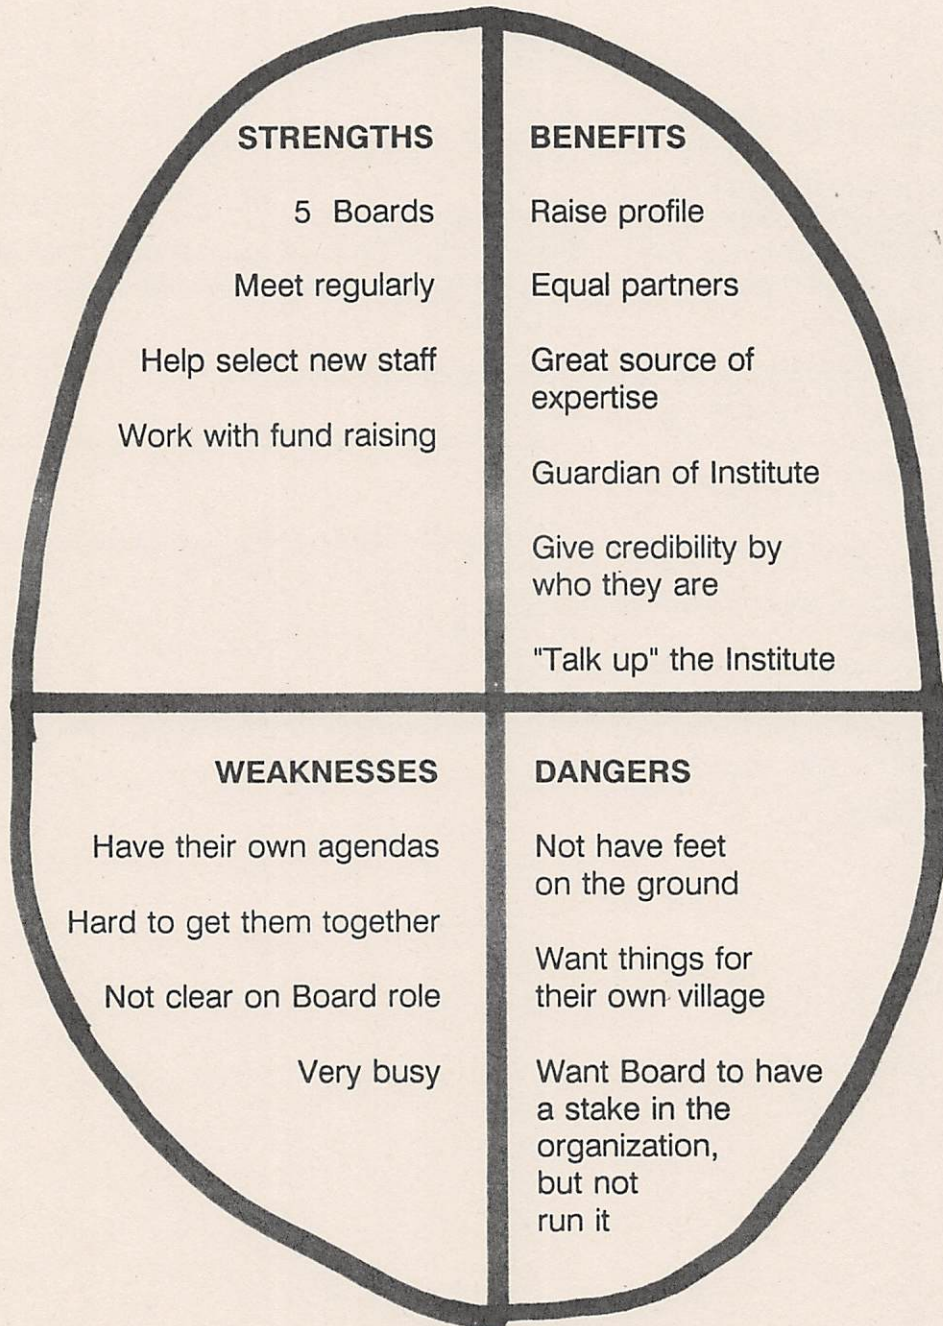 STRENGTHS
5 Boards
Meet regularly
Help select new staff
Work with fund raising
BENEFITS
Raise profile
Equal partners
Great source of
expertise
Guardian of Institute
Give credibility by
who they are
"Talk up" the Institute
WEAKNESSES
Have their own agendas
Hard to get them together
Not clear on Board role
Very busy
DANGERS
Not have feet
on the ground
Want things for
their own village
Want Board to have
a stake in the
organization,
but not
run it